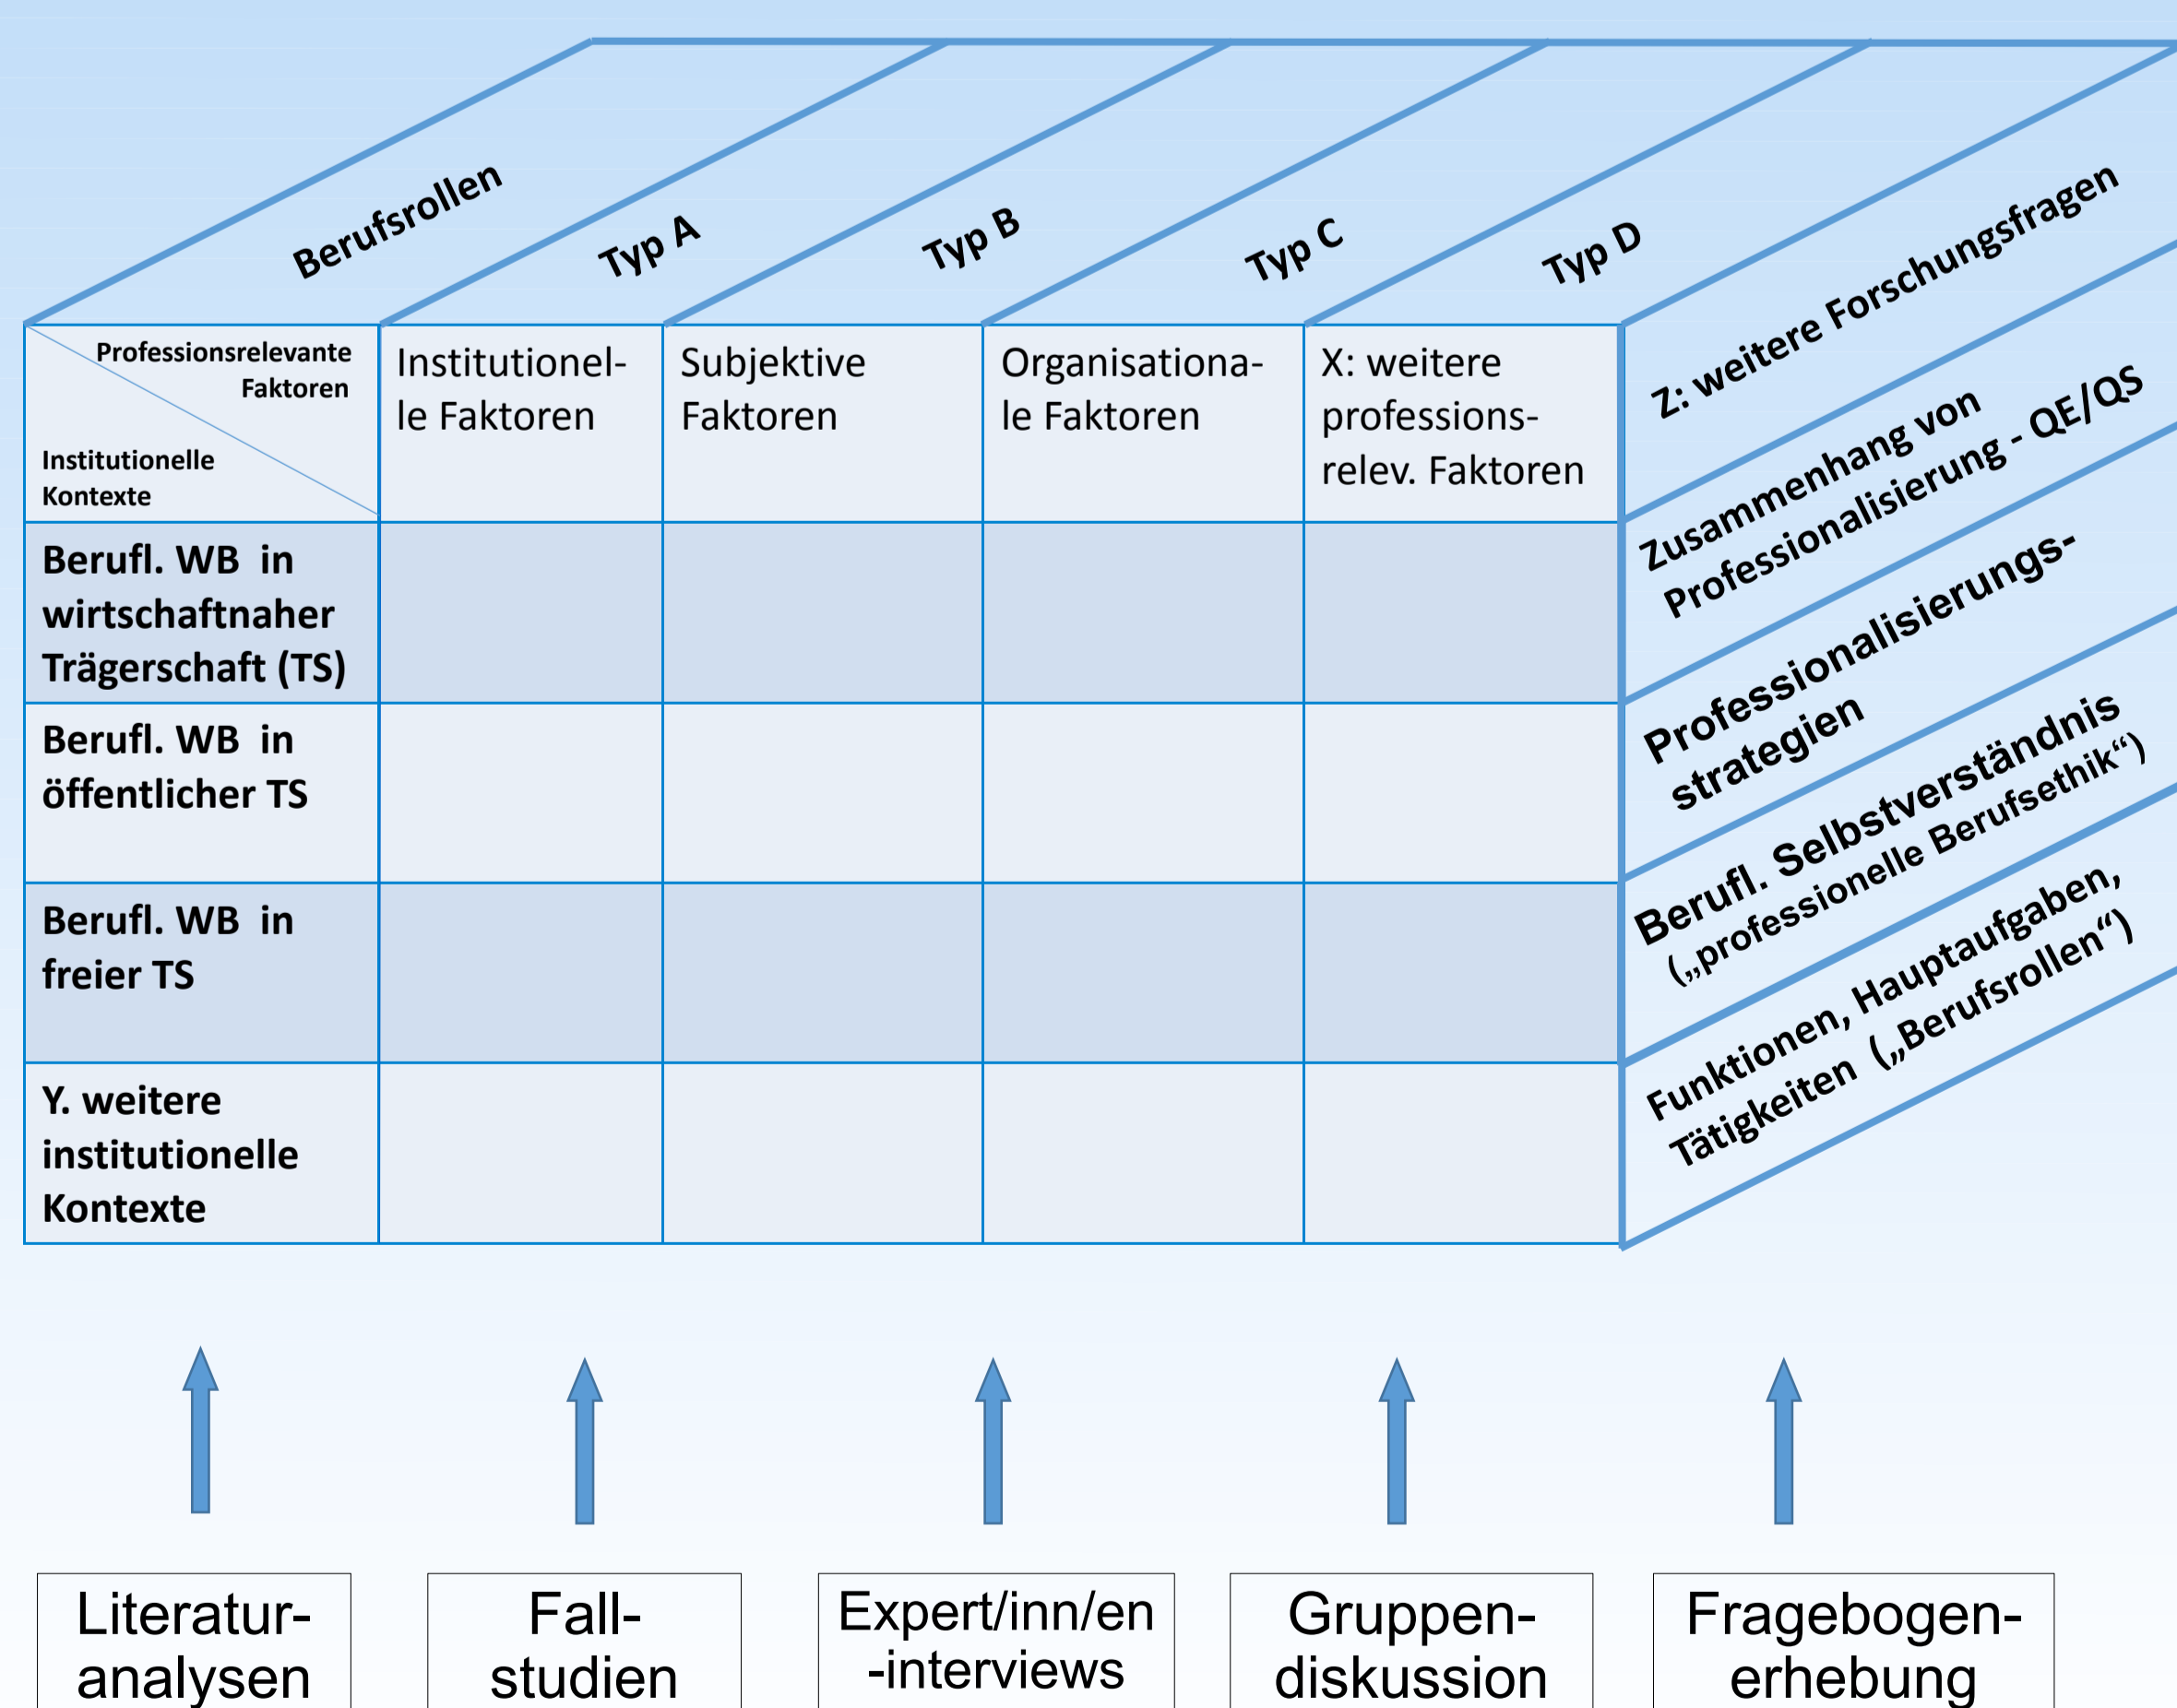 Berufsrollen
Typ A
Typ B
Typ C
Typ D
Professionsrelevante
Faktoren
Institutionelle
Kontexte
Institutionel-
le Faktoren
Subjektive
Faktoren
Organisationa-
le Faktoren
X: weitere
professions-
relev. Faktoren
Berufl. WB in
wirtschaftnaher
Trägerschaft (TS)
Berufl. WB in
öffentlicher TS
Berufl. WB in
freier TS
Y. weitere
institutionelle
Kontexte
Z: weitere Forschungsfragen
Zusammenhang von
Professionalisierung - QE/QS
Professionalisierungs-
strategien
Berufl. Selbstverständnis
(„professionelle Berufsethik“)
Funktionen, Hauptaufgaben,
Tätigkeiten („Berufsrollen“)
Literatur-
analysen
Fall-
studien
Expert/inn/en
-interviews
Gruppen-
diskussion
Fragebogen-
erhebung